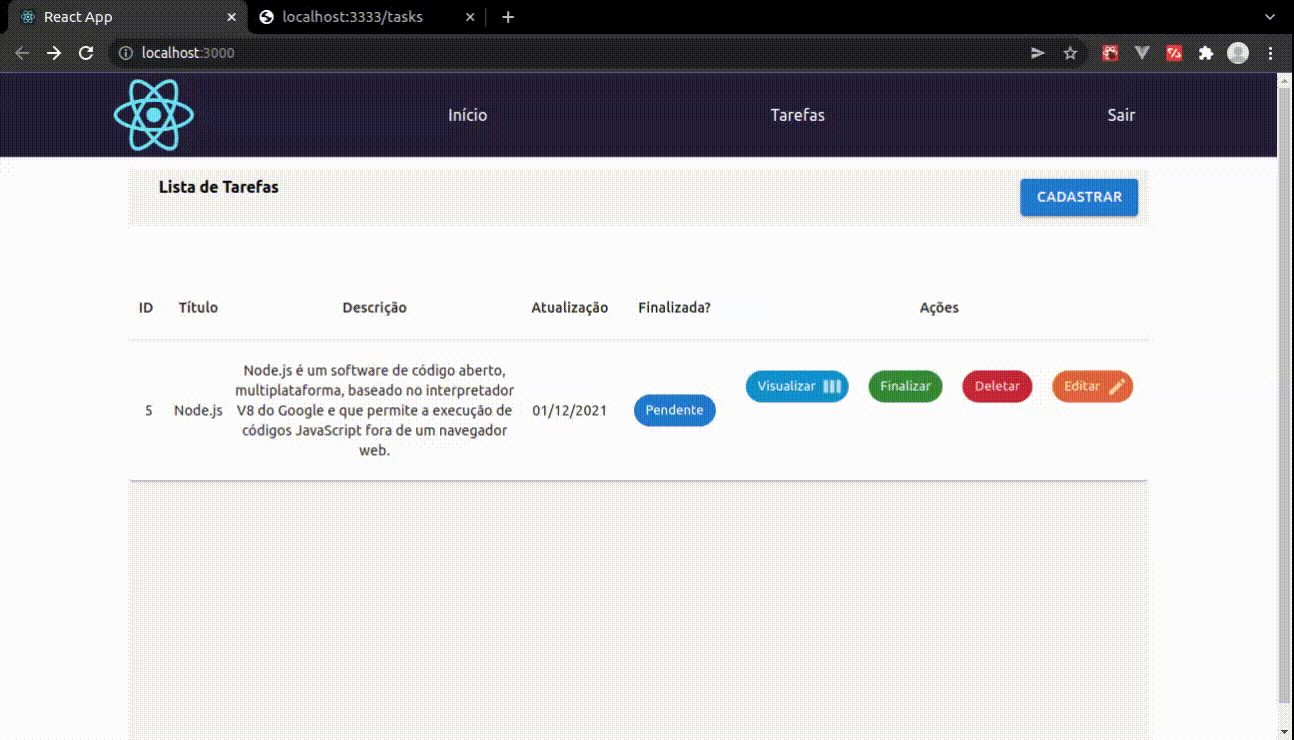 React App
localhost:3333/tasks
localhost:3000
Início Tarefas Sair
Lista de Tarefas
CADASTRAR
ID Título Descrição Atualização Finalizada? Ações
5 Node.js
Node.js é um software de código aberto,
multiplataforma, baseado no interpretador
V8 do Google e que permite a execução de
códigos JavaScript fora de um navegador
web.
01/12/2021
Pendente
Visualizar Finalizar Deletar Editar